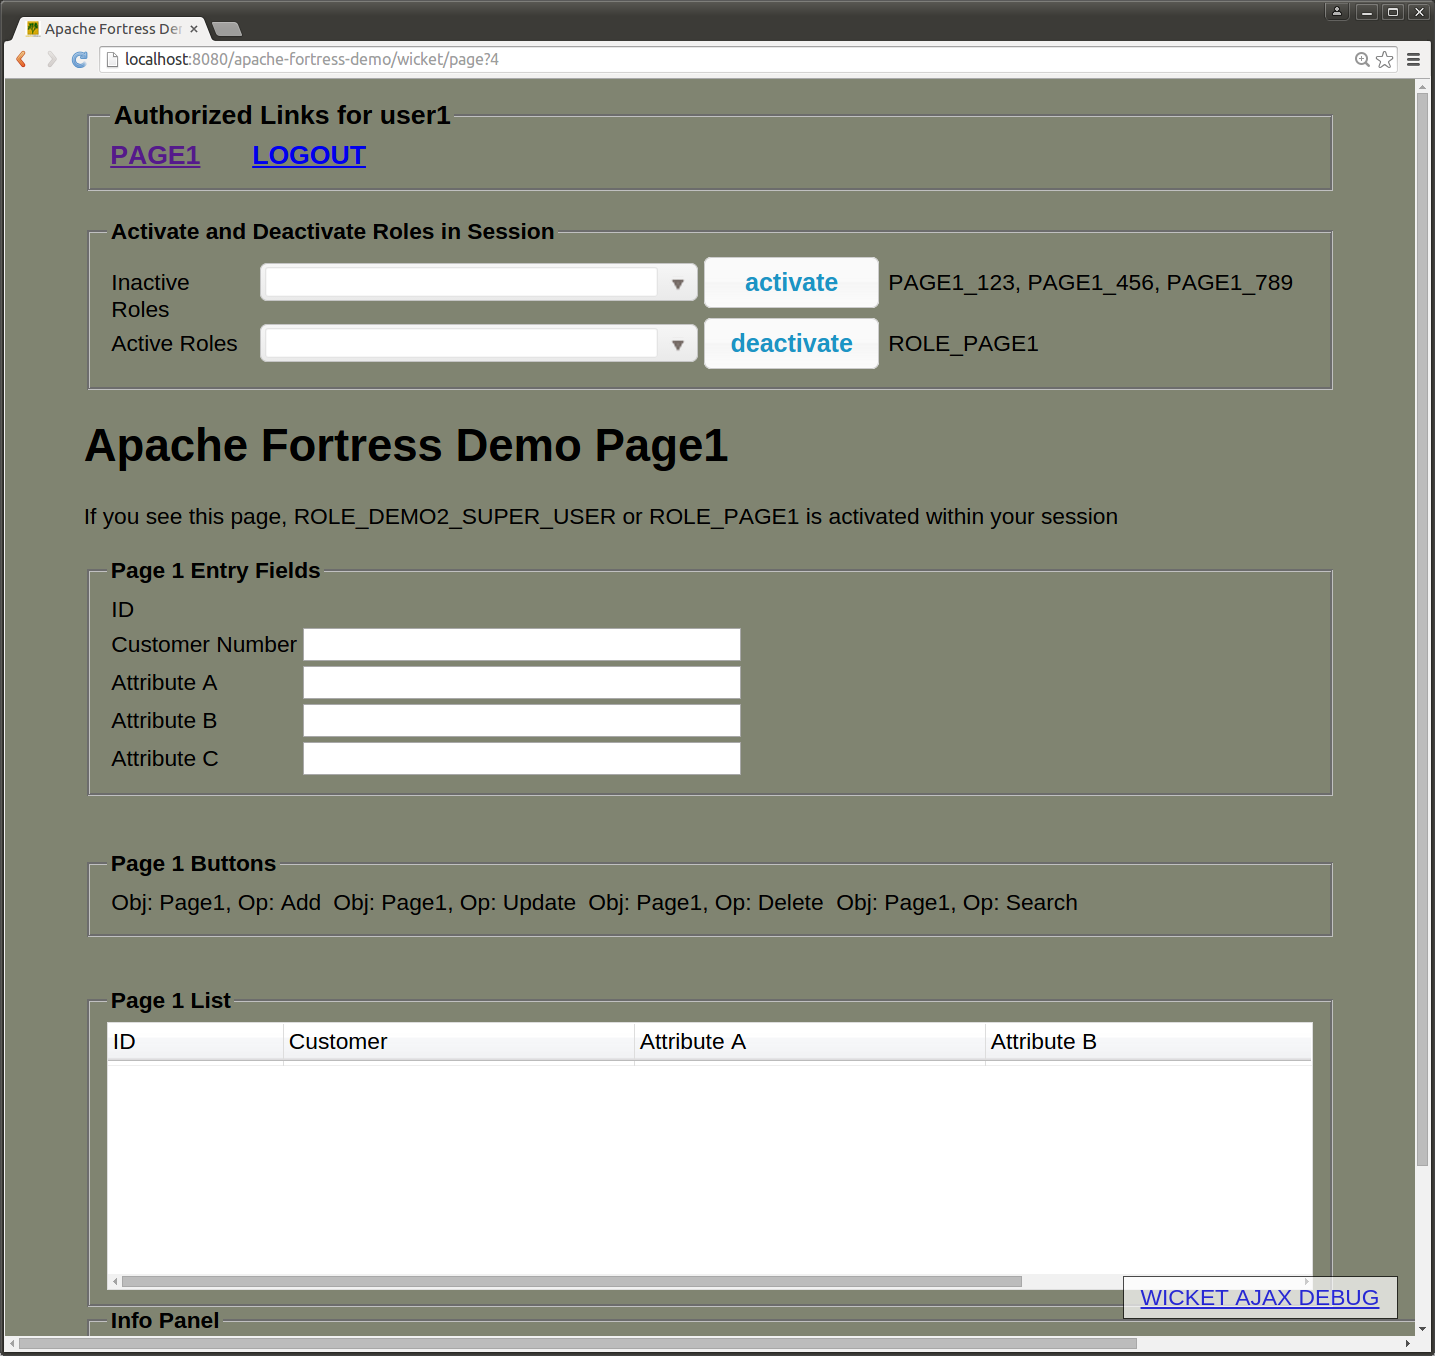 Apache Fortress Der
localhost:8080/apache-fortress-demo/wicket/page?4
Authorized Links for user1
PAGE1 LOGOUT
Activate and Deactivate Roles in Session
Inactive Roles activate PAGE1_123, PAGE1_456, PAGE1_789
Active Roles deactivate ROLE_PAGE1
Apache Fortress Demo Page1
If you see this page, ROLE_DEMO2_SUPER_USER or ROLE_PAGE1 is activated within your session
Page 1 Entry Fields
ID
Customer Number
Attribute A
Attribute B
Attribute C
Page 1 Buttons
Obj: Page1, Op: Add Obj: Page1, Op: Update Obj: Page1, Op: Delete Obj: Page1, Op: Search
Page 1 List
ID Customer Attribute A Attribute B
WICKET AJAX DEBUG
Info Panel